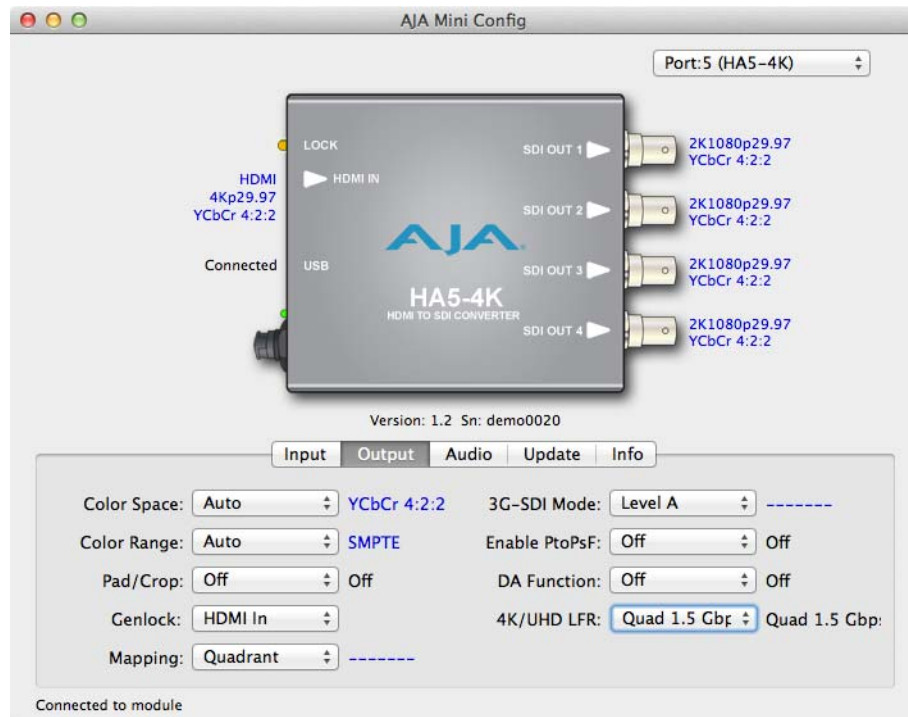 AJA Mini Config
Port:5 (HA5-4K)
LOCK
HDMI IN
HDMI
4Kp29.97
YCbCr 4:2:2
Connected
USB
AJA
HA5-4K
HDMI TO SDI CONVERTER
SDI OUT 1
2K1080p29.97
YCbCr 4:2:2
SDI OUT 2
2K1080p29.97
YCbCr 4:2:2
SDI OUT 3
2K1080p29.97
YCbCr 4:2:2
SDI OUT 4
2K1080p29.97
YCbCr 4:2:2
Version: 1.2 Sn: demo0020
Input Output Audio Update Info
Color Space: Auto YCbCr 4:2:2
Color Range: Auto SMPTE
Pad/Crop: Off Off
Genlock: HDMI In
Mapping: Quadrant -------
3G-SDI Mode: Level A -------
Enable PtoPsF: Off Off
DA Function: Off Off
4K/UHD LFR: Quad 1.5 Gbp Quad 1.5 Gbps
Connected to module